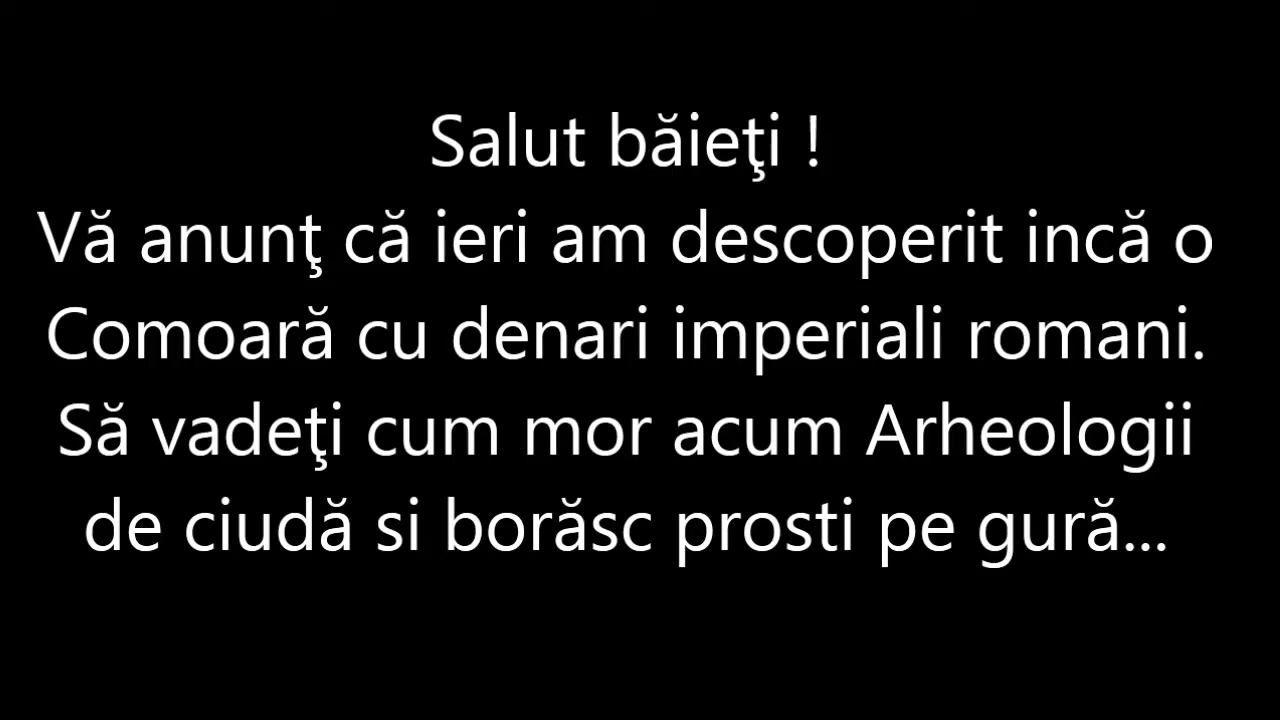 Salut băieţi !
Vă anunţ că ieri am descoperit incă o
Comoară cu denari imperiali romani.
Să vadeţi cum mor acum Arheologii
de ciudă si borăsc prosti pe gură...